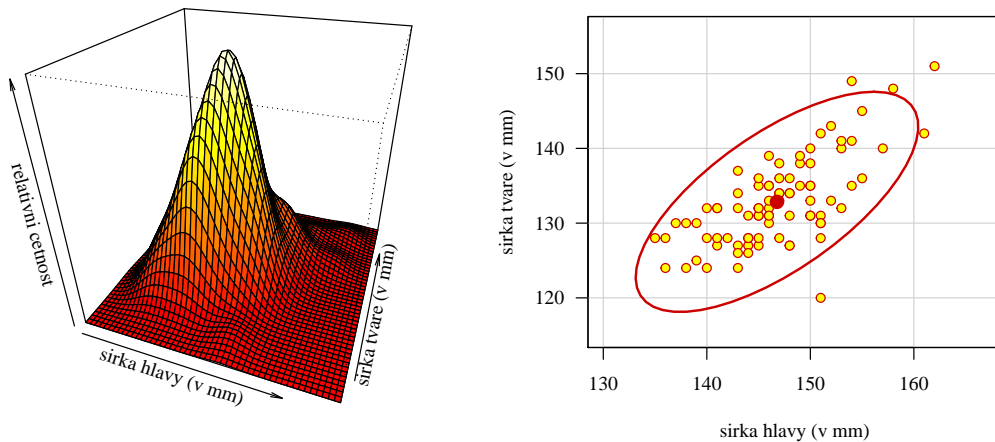 relativni cetnost
sirka hlavy (v mm)
sirka tvare (v mm)
sirka tvare (v mm)
150
140
130
120
130
140
150
160
sirka hlavy (v mm)